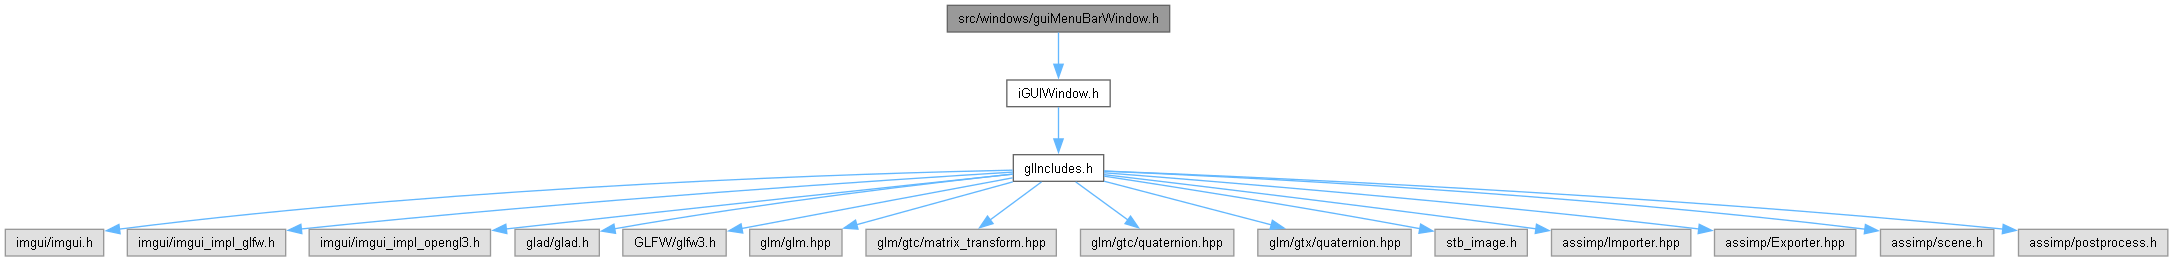 src/windows/guiMenuBarWindow.h
iGUIWindow.h
glIncludes.h
imgui/imgui.h
imgui/imgui_impl_glfw.h
imgui/imgui_impl_opengl3.h
glad/glad.h
GLFW/glfw3.h
glm/glm.hpp
glm/gtc/matrix_transform.hpp
glm/gtc/quaternion.hpp
glm/gtx/quaternion.hpp
stb_image.h
assimp/Importer.hpp
assimp/Exporter.hpp
assimp/scene.h
assimp/postprocess.h